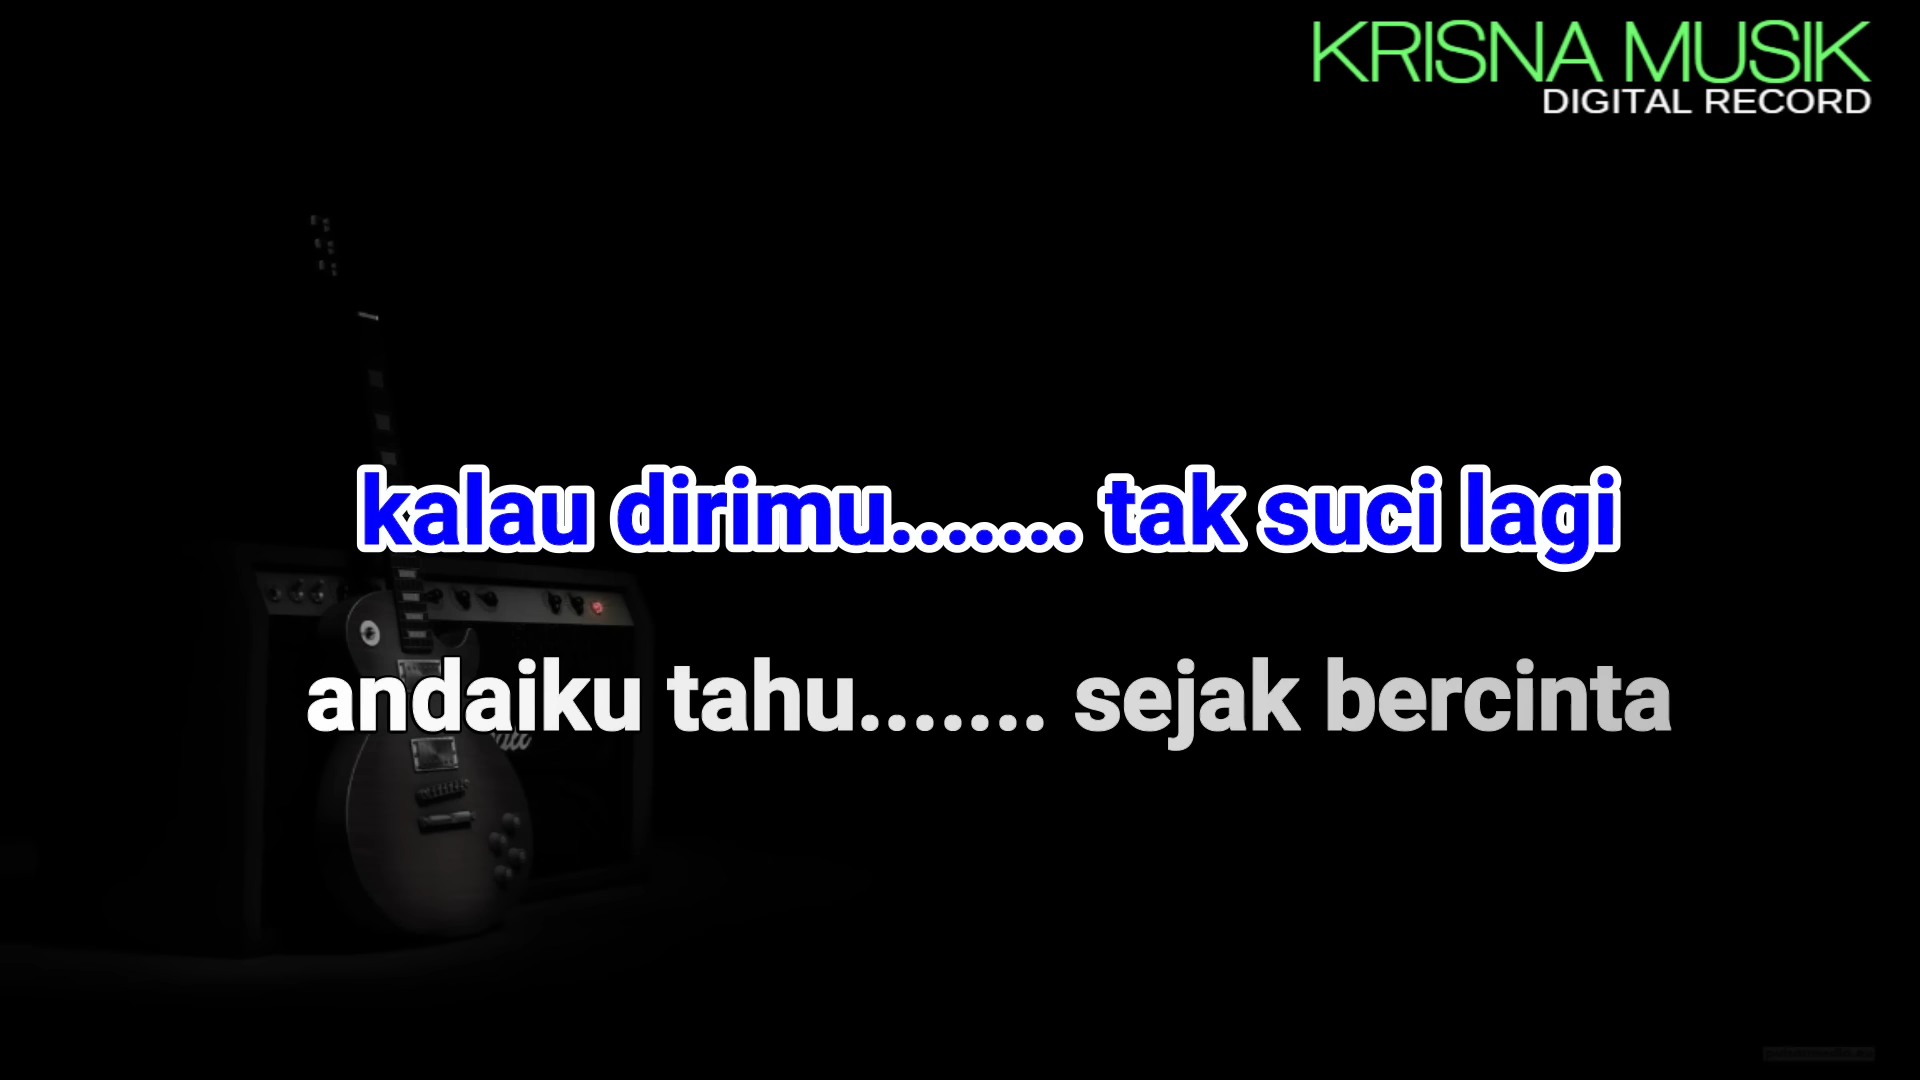 KRISNA MUSIK
DIGITAL RECORD
kalau dirimu....... tak suci lagi
andaiku tahu....... sejak bercinta